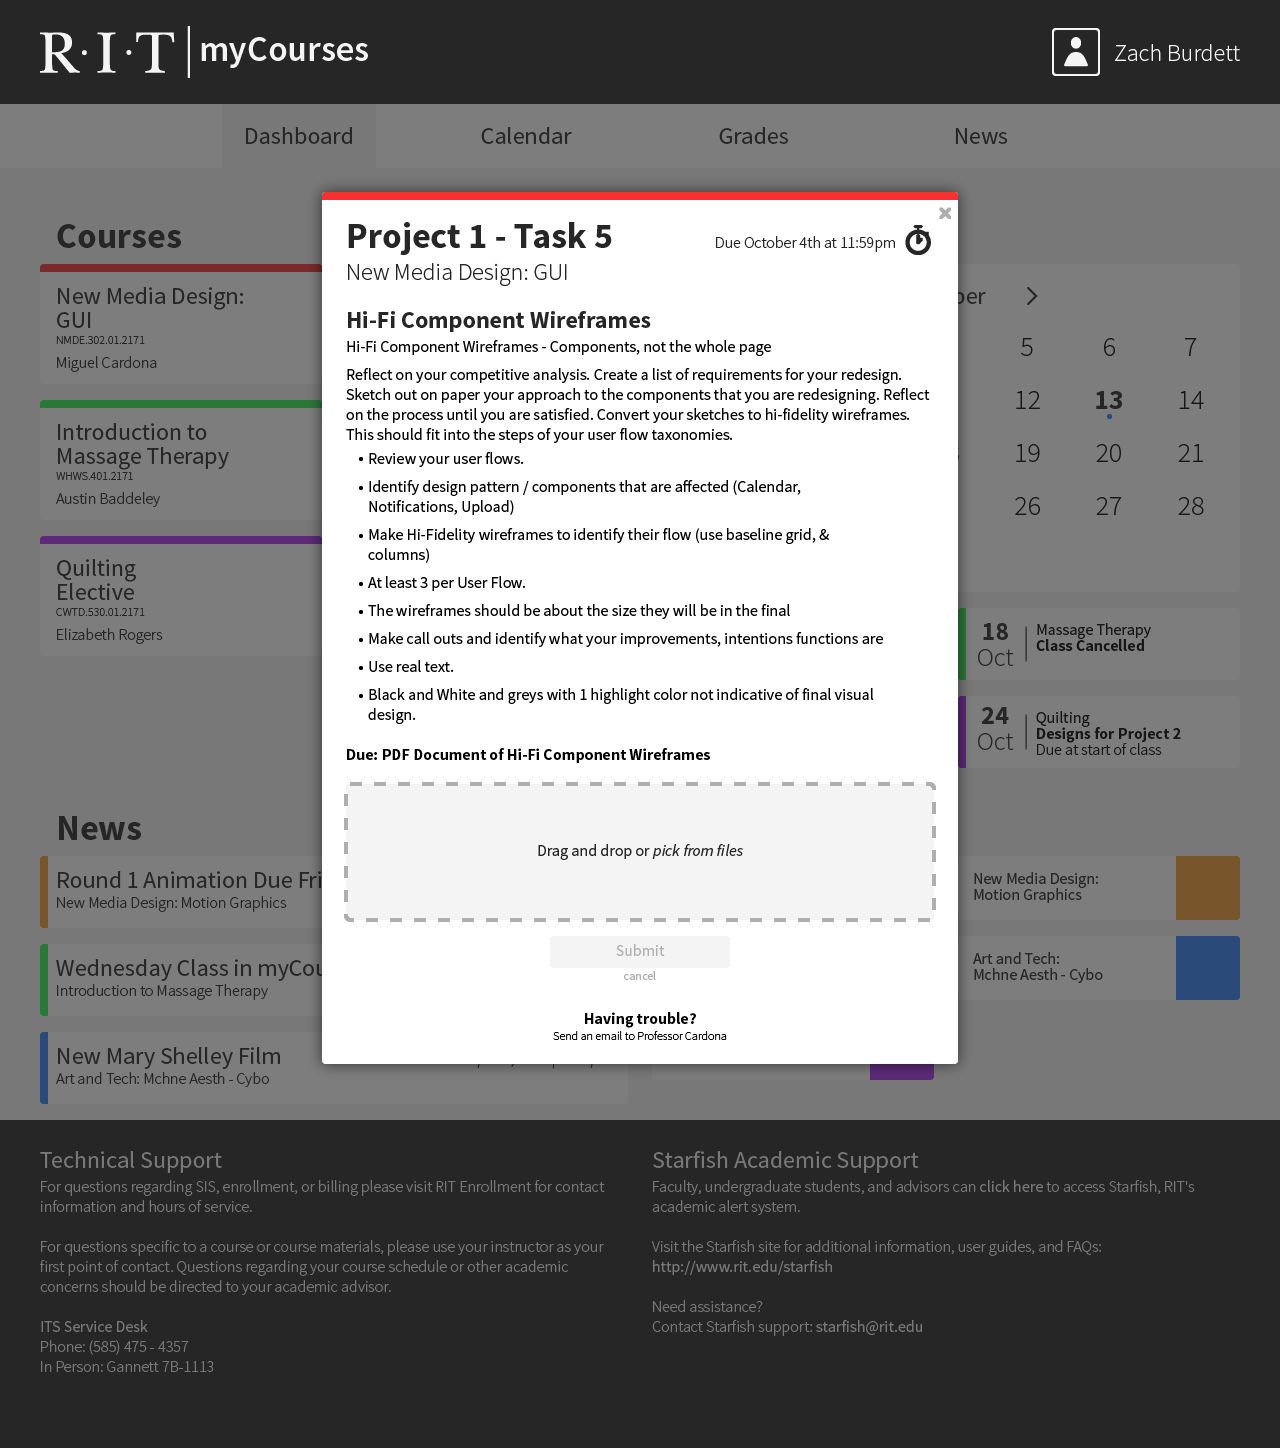 R·I·T myCourses
Zach Burdett
Dashboard
Calendar
Grades
News
Courses
New Media Design:
GUI
NMDE.302.01.2171
Miguel Cardona
Introduction to
Massage Therapy
WHWS.401.2171
Austin Baddeley
Quilting
Elective
CWTD.530.01.2171
Elizabeth Rogers
Project 1 - Task 5
Due October 4th at 11:59pm
New Media Design: GUI
Hi-Fi Component Wireframes
Hi-Fi Component Wireframes - Components, not the whole page
Reflect on your competitive analysis. Create a list of requirements for your redesign.
Sketch out on paper your approach to the components that you are redesigning. Reflect
on the process until you are satisfied. Convert your sketches to hi-fidelity wireframes.
This should fit into the steps of your user flow taxonomies.
• Review your user flows.
• Identify design pattern / components that are affected (Calendar,
Notifications, Upload)
• Make Hi-Fidelity wireframes to identify their flow (use baseline grid, &
columns)
• At least 3 per User Flow.
• The wireframes should be about the size they will be in the final
• Make call outs and identify what your improvements, intentions functions are
• Use real text.
• Black and White and greys with 1 highlight color not indicative of final visual
design.
Due: PDF Document of Hi-Fi Component Wireframes
Drag and drop or pick from files
Submit
cancel
Having trouble?
Send an email to Professor Cardona
ber
5 6 7
12 13 14
19 20 21
26 27 28
18
Oct
Massage Therapy
Class Cancelled
24
Oct
Quilting
Designs for Project 2
Due at start of class
News
Round 1 Animation Due Fri
New Media Design: Motion Graphics
Wednesday Class in myCou
Introduction to Massage Therapy
New Mary Shelley Film
Art and Tech: Mchne Aesth - Cybo
New Media Design:
Motion Graphics
Art and Tech:
Mchne Aesth - Cybo
Technical Support
For questions regarding SIS, enrollment, or billing please visit RIT Enrollment for contact
information and hours of service.
For questions specific to a course or course materials, please use your instructor as your
first point of contact. Questions regarding your course schedule or other academic
concerns should be directed to your academic advisor.
ITS Service Desk
Phone: (585) 475 - 4357
In Person: Gannett 7B-1113
Starfish Academic Support
Faculty, undergraduate students, and advisors can click here to access Starfish, RIT's
academic alert system.
Visit the Starfish site for additional information, user guides, and FAQs:
http://www.rit.edu/starfish
Need assistance?
Contact Starfish support: starfish@rit.edu